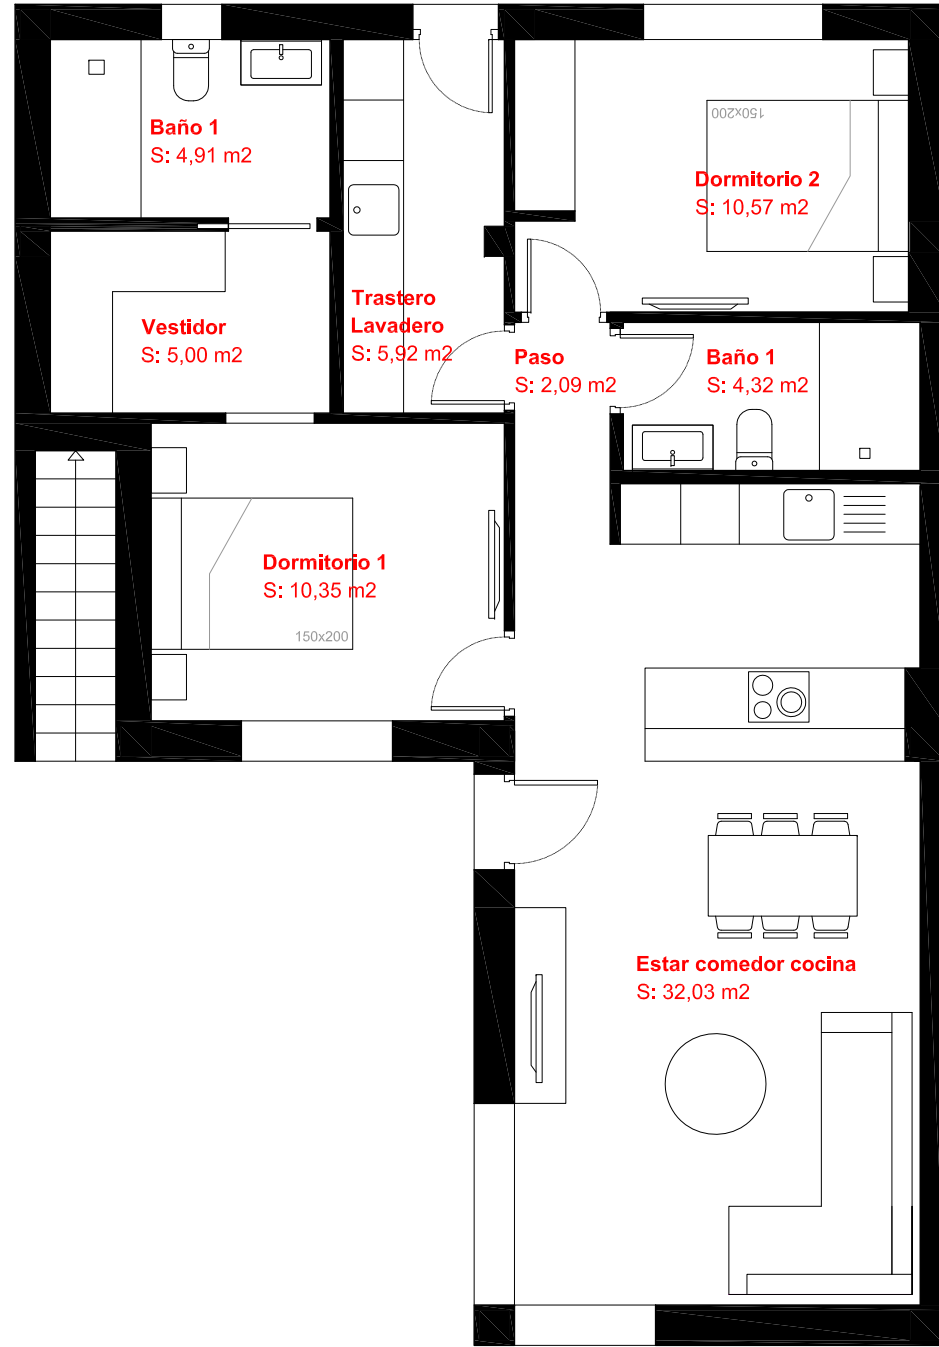 Baño 1
S: 4,91 m2
150x200
Dormitorio 2
S: 10,57 m2
Trastero
Lavadero
S: 5,92 m2
Vestidor
S: 5,00 m2
Paso
S: 2,09 m2
Baño 1
S: 4,32 m2
Dormitorio 1
S: 10,35 m2
150x200
Estar comedor cocina
S: 32,03 m2